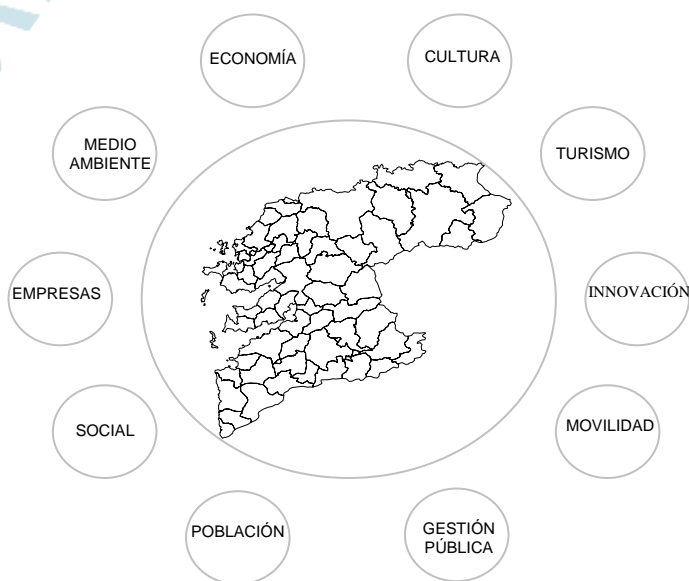 ECONOMÍA
CULTURA
MEDIO
AMBIENTE
TURISMO
EMPRESAS
INNOVACIÓN
SOCIAL
MOVILIDAD
POBLACIÓN
GESTIÓN
PÚBLICA